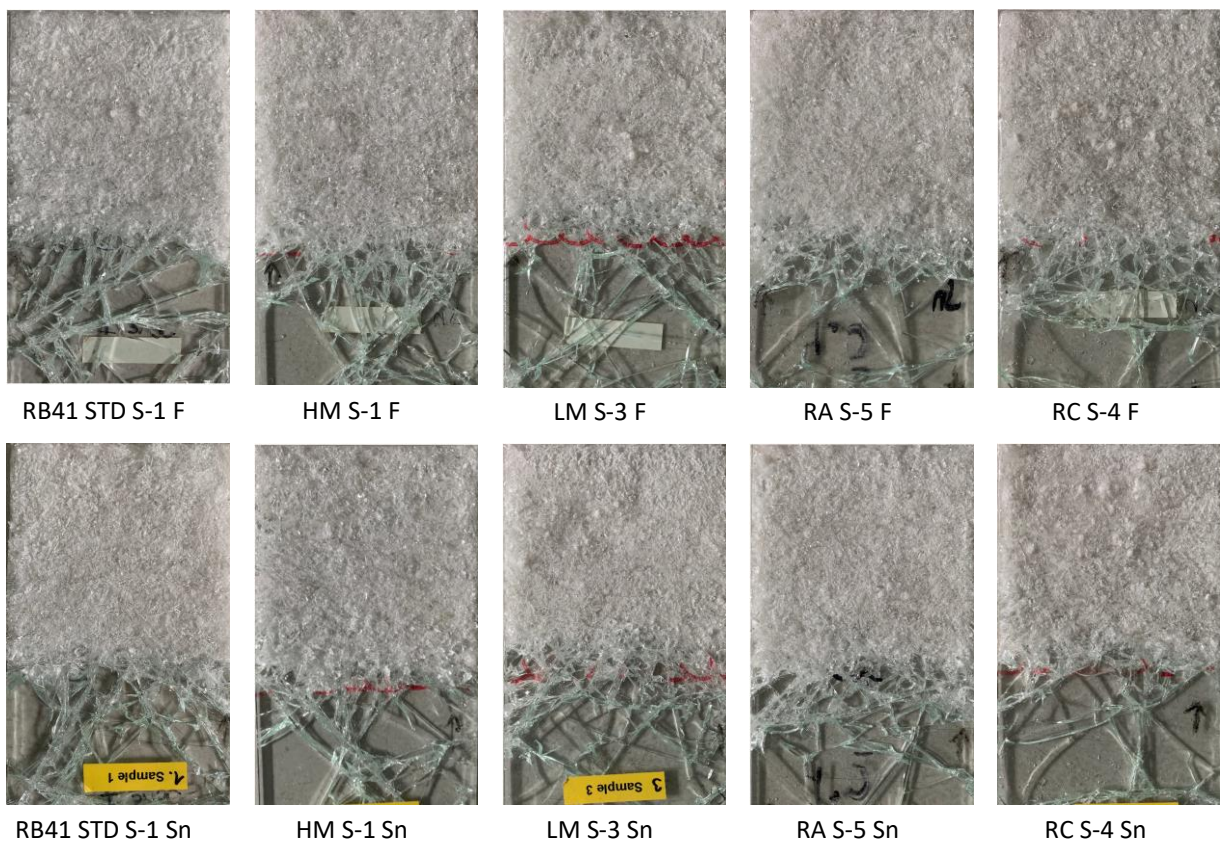 RB41 STD S-1 F
HM S-1 F
LM S-3 F
RA S-5 F
RC S-4 F
1. Sample 1
3 Sample 3
RB41 STD S-1 Sn
HM S-1 Sn
LM S-3 Sn
RA S-5 Sn
RC S-4 Sn